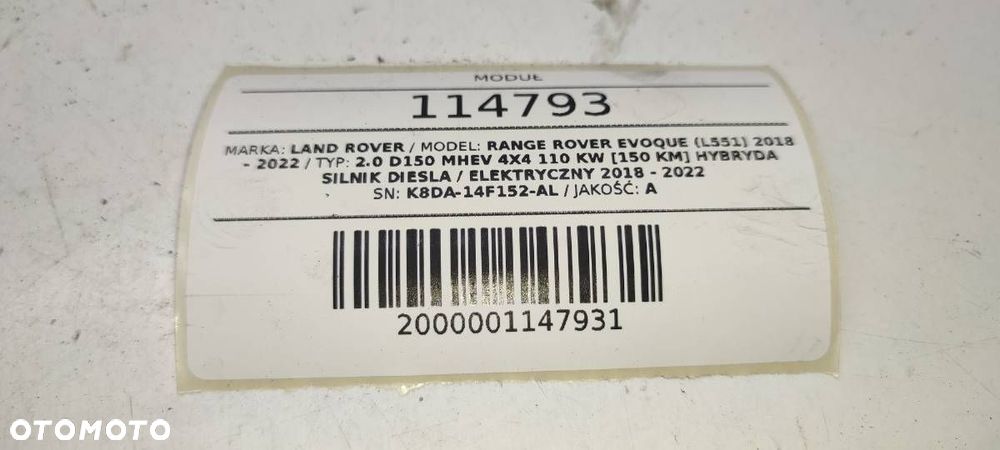 MODUŁ
114793
MARKA: LAND ROVER / MODEL: RANGE ROVER EVOQUE (L551) 2018
- 2022 / TYP: 2.0 D150 MHEV 4X4 110 KW [150 KM] HYBRYDA
SILNIK DIESLA / ELEKTRYCZNY 2018 - 2022
SN: K8DA-14F152-AL / JAKOŚĆ: A
2000001147931
OTOMOTO